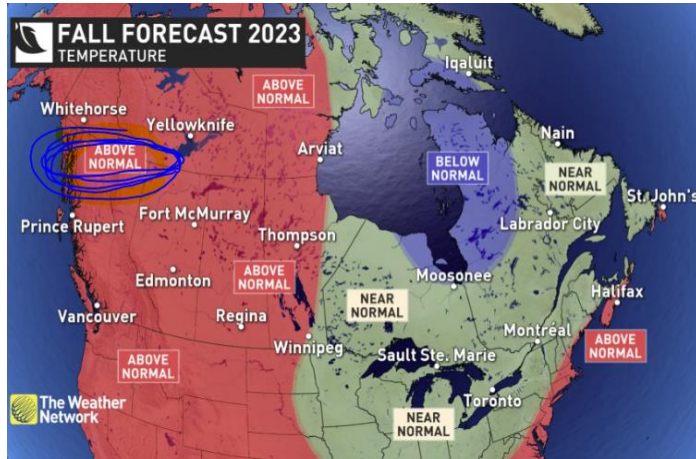 FALL FORECAST 2023
TEMPERATURE
Iqaluit
ABOVE
NORMAL
Whitehorse
Yellowknife
Arviat
Nain
ABOVE
NORMAL
BELOW
NORMAL
NEAR
NORMAL
St. John's
Prince Rupert
Fort McMurray
Labrador City
Thompson
Edmonton
ABOVE
NORMAL
Moosonee
Halifax
Vancouver
Regina
NEAR
NORMAL
Winnipeg
Montréal
Sault Ste. Marie
ABOVE
NORMAL
ABOVE
NORMAL
Toronto
The Weather
Network
NEAR
NORMAL